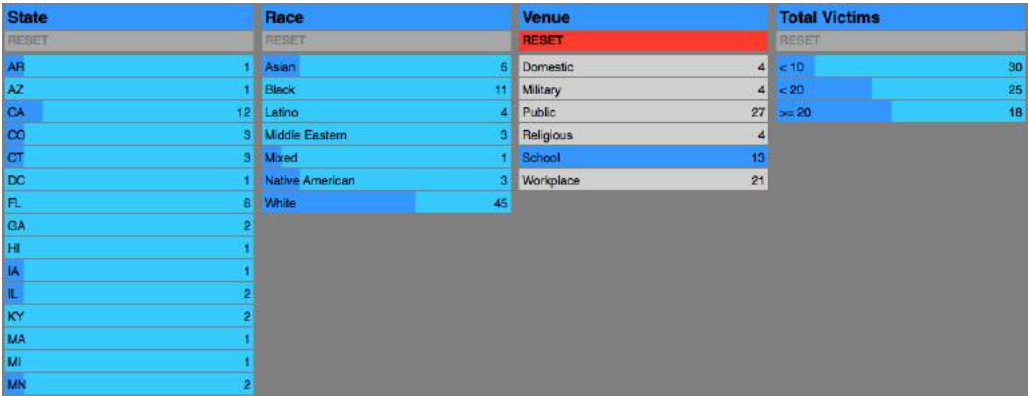 State Race Venue Total Victims
RESET RESET RESET RESET
AR 1 Asian 6 Domestic 4 < 10 30
AZ 1 Black 11 Military 4 < 20 25
CA 12 Latino 4 Public 27 >= 20 18
CO 3 Middle Eastern 3 Religious 4
CT 3 Mixed 1 School 13
DC 1 Native American 3 Workplace 21
FL 6 White 45
GA 2
HI 1
IA 1
IL 2
KY 2
MA 1
MI 1
MN 2